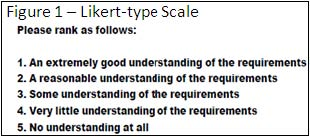 Figure 1 – Likert-type Scale
Please rank as follows:
1. An extremely good understanding of the requirements
2. A reasonable understanding of the requirements
3. Some understanding of the requirements
4. Very little understanding of the requirements
5. No understanding at all